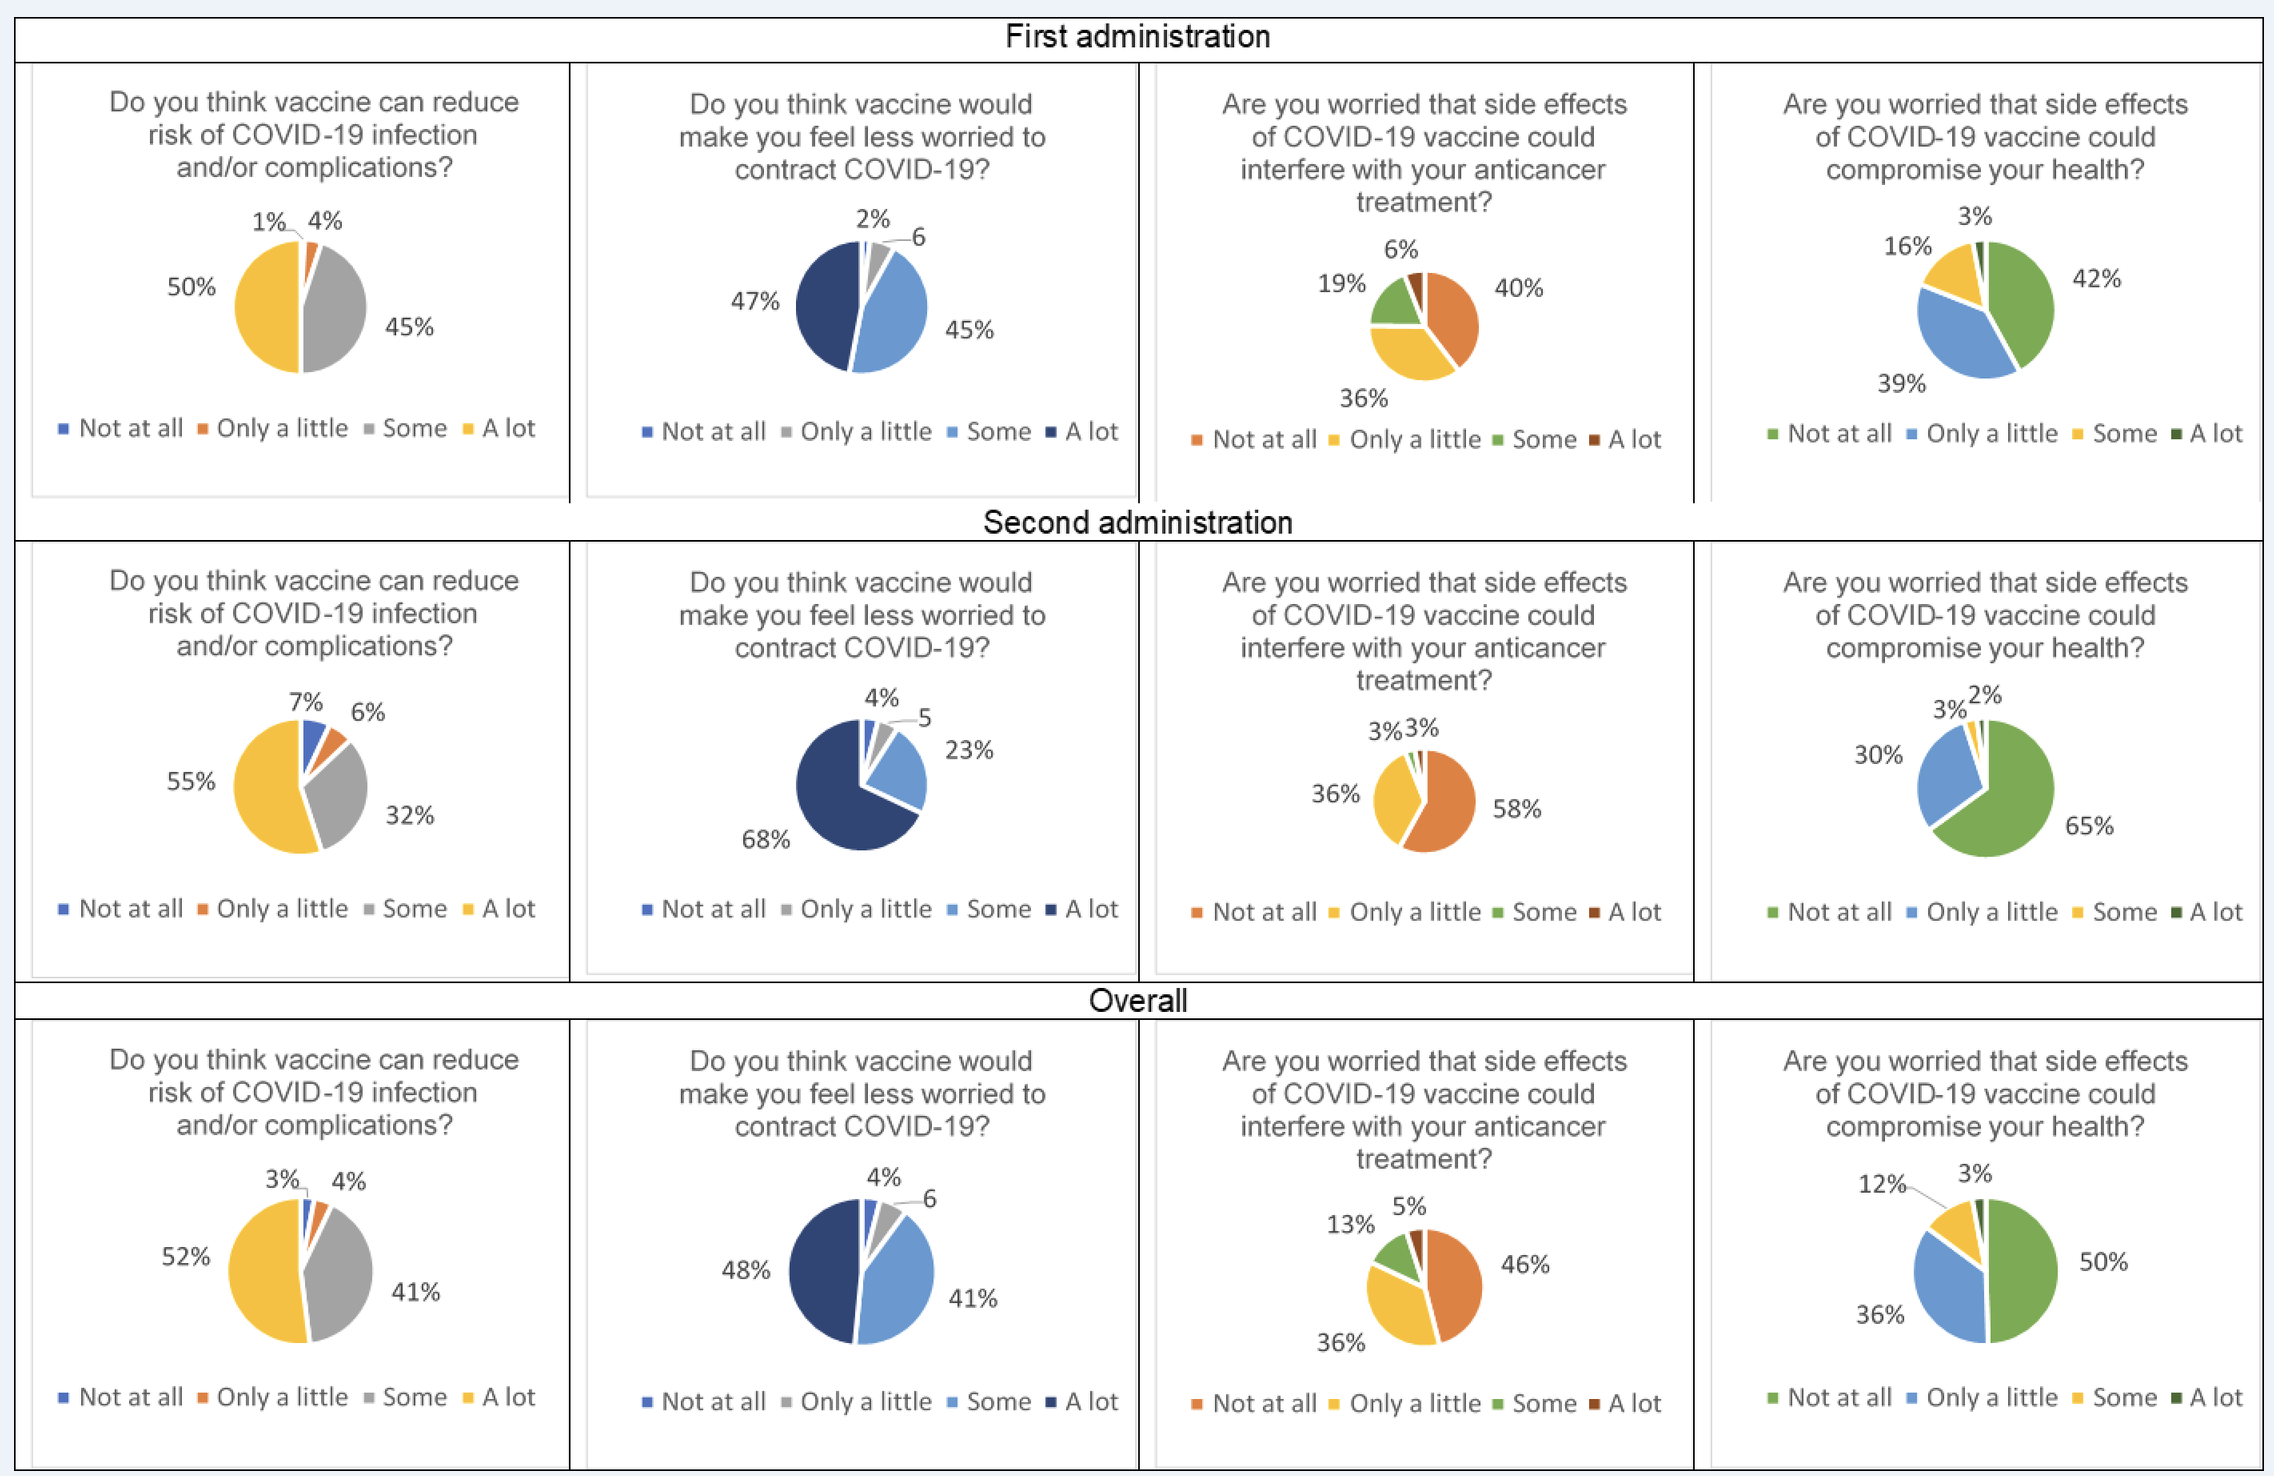 First administration
Do you think vaccine can reduce
risk of COVID-19 infection
and/or complications?
1% 4%
50%
45%
Not at all Only a little Some A lot
Do you think vaccine would
make you feel less worried to
contract COVID-19?
2%
6
47%
45%
Not at all Only a little Some A lot
Are you worried that side effects
of COVID-19 vaccine could
interfere with your anticancer
treatment?
6%
19%
40%
36%
Not at all Only a little Some A lot
Are you worried that side effects
of COVID-19 vaccine could
compromise your health?
3%
16%
42%
39%
Not at all Only a little Some A lot
Second administration
Do you think vaccine can reduce
risk of COVID-19 infection
and/or complications?
7%
6%
55%
32%
Not at all Only a little Some A lot
Do you think vaccine would
make you feel less worried to
contract COVID-19?
4%
5
23%
68%
Not at all Only a little Some A lot
Are you worried that side effects
of COVID-19 vaccine could
interfere with your anticancer
treatment?
3% 3%
36%
58%
Not at all Only a little Some A lot
Are you worried that side effects
of COVID-19 vaccine could
compromise your health?
3% 2%
30%
65%
Not at all Only a little Some A lot
Overall
Do you think vaccine can reduce
risk of COVID-19 infection
and/or complications?
3% 4%
52%
41%
Not at all Only a little Some A lot
Do you think vaccine would
make you feel less worried to
contract COVID-19?
4%
6
48%
41%
Not at all Only a little Some A lot
Are you worried that side effects
of COVID-19 vaccine could
interfere with your anticancer
treatment?
5%
13%
46%
36%
Not at all Only a little Some A lot
Are you worried that side effects
of COVID-19 vaccine could
compromise your health?
3%
12%
50%
36%
Not at all Only a little Some A lot